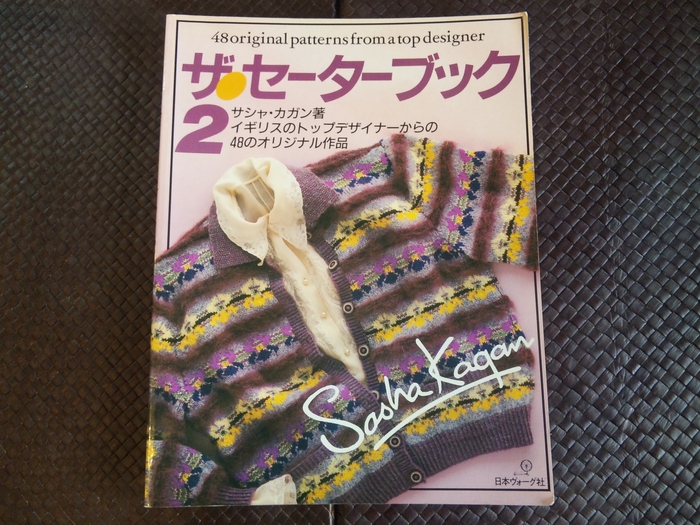 48 original patterns from a top designer
ザ・セーターブック
2
サシャ・カガン著
イギリスのトップデザイナーからの
48のオリジナル作品
Sasha Kagan
日本ヴォーグ社